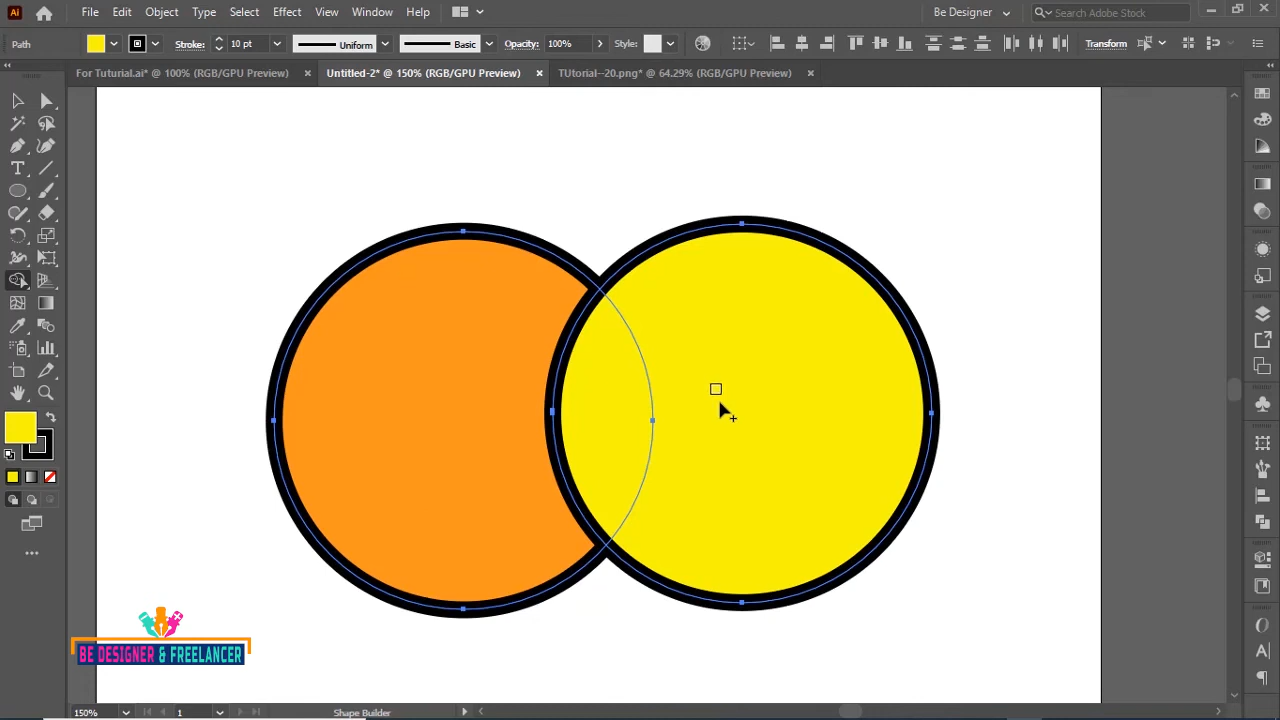 Ai File Edit Object Type Select Effect View Window Help Be Designer Search Adobe Stock
Path Stroke: 10 pt Uniform Basic Opacity: 100% Style: Transform
For Tuturial.ai* @ 100% (RGB/GPU Preview) Untitled-2* @ 150% (RGB/GPU Preview) TUtorial--20.png* @ 64.29% (RGB/GPU Preview)
BE DESIGNER & FREELANCER
150% 1 Shape Builder